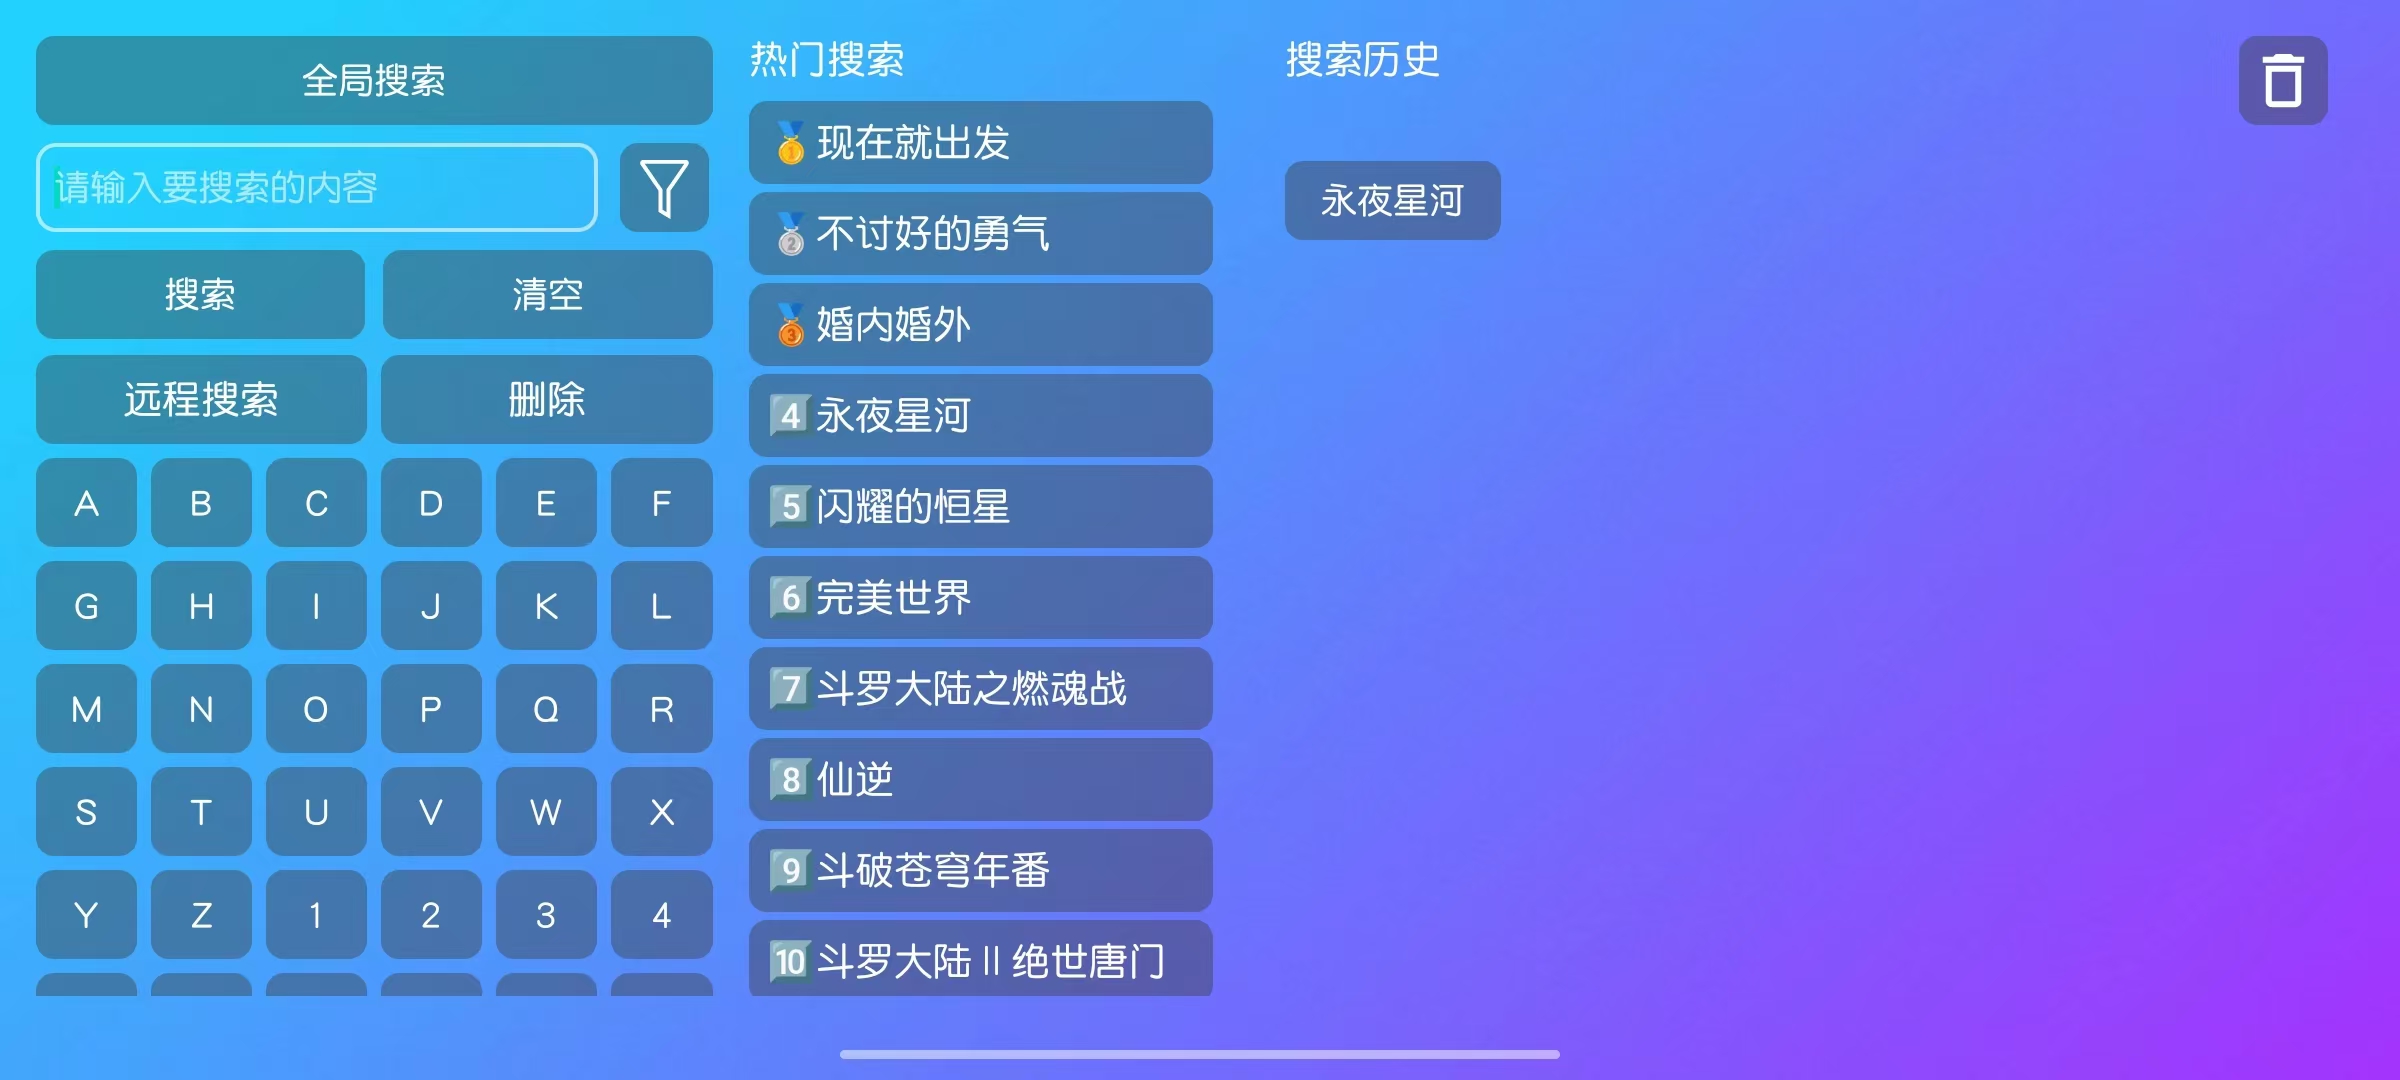 全局搜索
请输入要搜索的内容
搜索 清空
远程搜索 删除
A B C D E F
G H I J K L
M N O P Q R
S T U V W X
Y Z 1 2 3 4
热门搜索
🥇现在就出发
🥈不讨好的勇气
🥉婚内婚外
4 永夜星河
5 闪耀的恒星
6 完美世界
7 斗罗大陆之燃魂战
8 仙逆
9 斗破苍穹年番
10 斗罗大陆Ⅱ绝世唐门
搜索历史
永夜星河